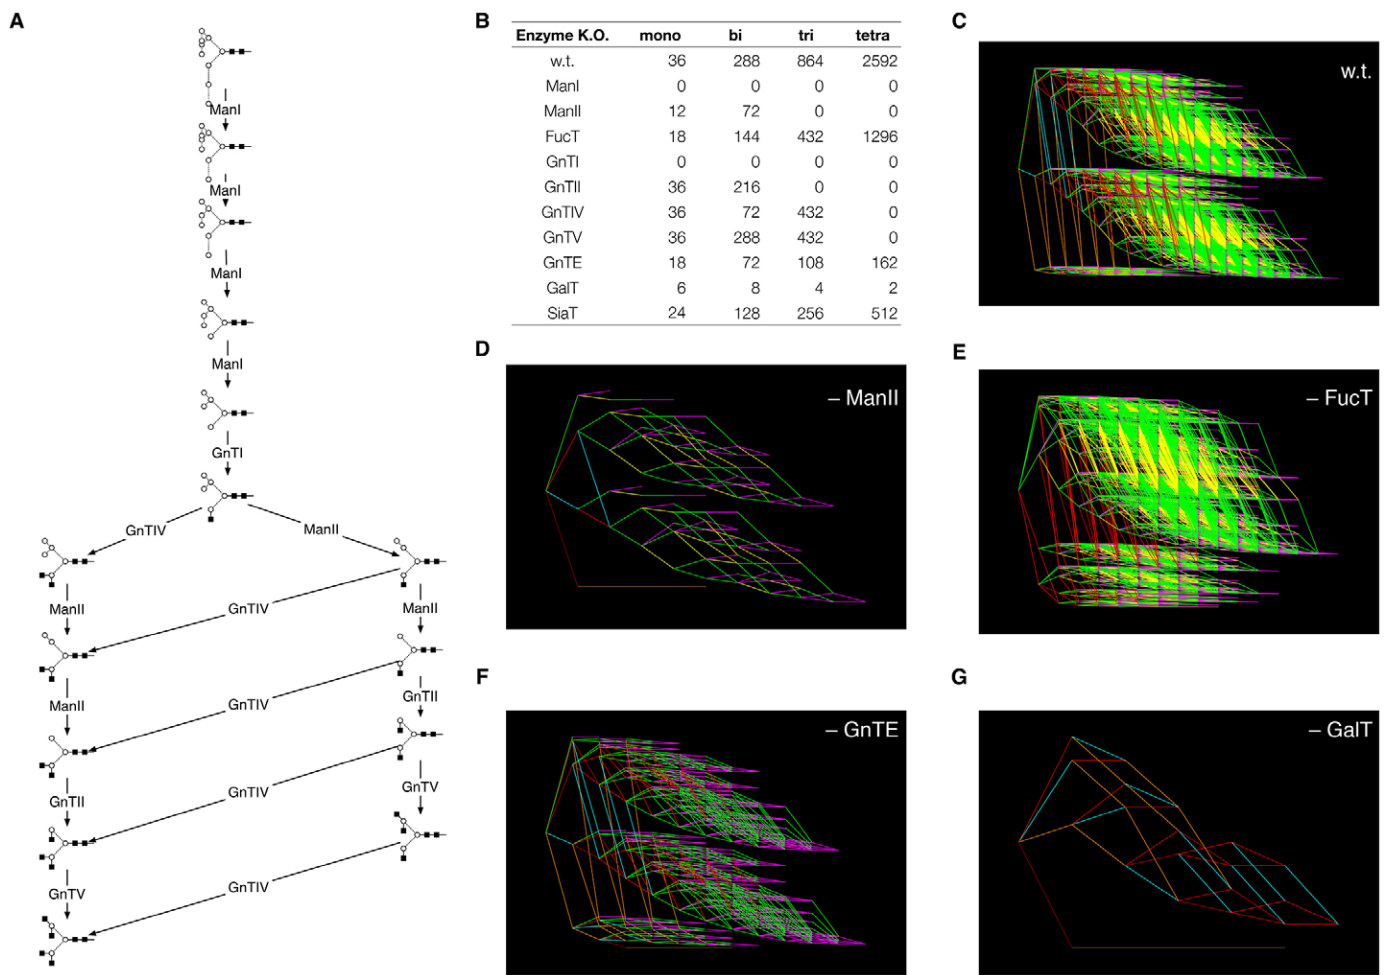 A
ManI
ManI
ManI
ManI
GnTI
GnTIV
ManII
ManII
GnTIV
ManII
ManII
GnTIV
GnTII
GnTII
GnTIV
GnTV
GnTV
GnTIV
B
Enzyme K.O. mono bi tri tetra
w.t. 36 288 864 2592
ManI 0 0 0 0
ManII 12 72 0 0
FucT 18 144 432 1296
GnTI 0 0 0 0
GnTII 36 216 0 0
GnTIV 36 72 432 0
GnTV 36 288 432 0
GnTE 18 72 108 162
GalT 6 8 4 2
SiaT 24 128 256 512
C
w.t.
D
– ManII
E
– FucT
F
– GnTE
G
– GalT